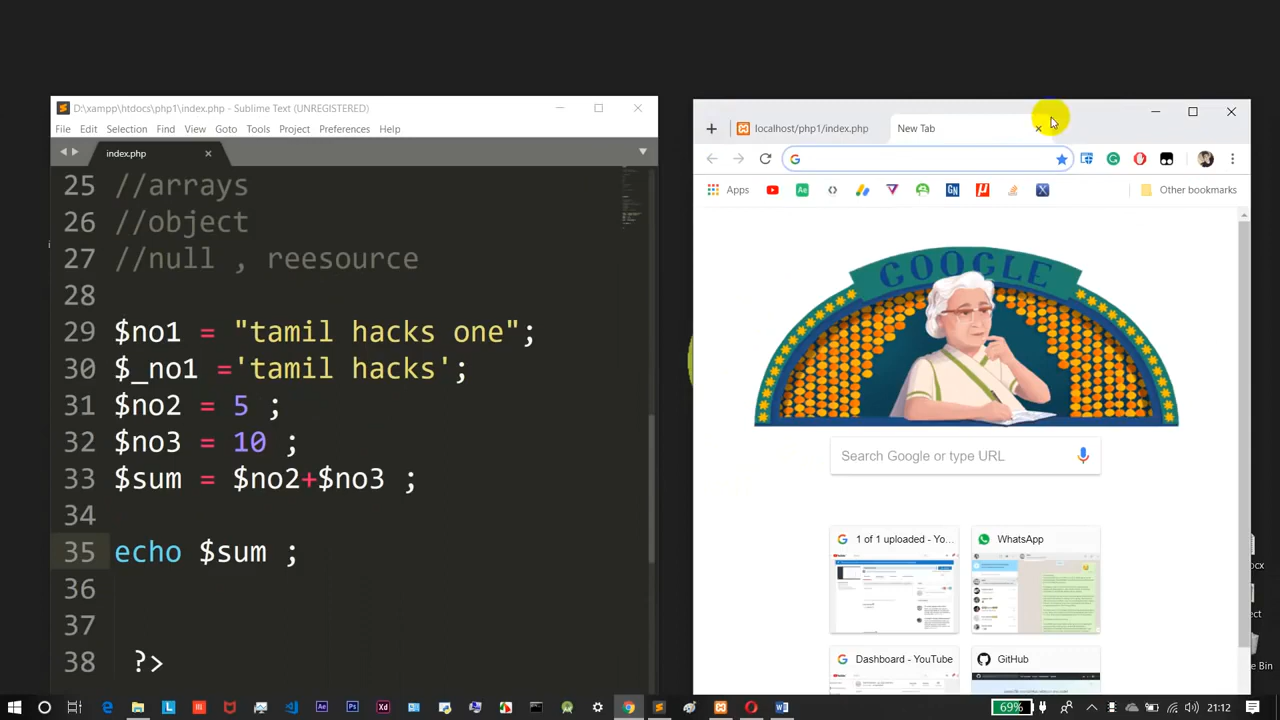 D:\xampp\htdocs\php1\index.php - Sublime Text (UNREGISTERED)
File Edit Selection Find View Goto Tools Project Preferences Help
index.php
25 //arrays
26 //object
27 //null , reesource
28
29 $no1 = "tamil hacks one";
30 $_no1 ='tamil hacks';
31 $no2 = 5 ;
32 $no3 = 10 ;
33 $sum = $no2+$no3 ;
34
35 echo $sum ;
36
37
38 ?>
localhost/php1/index.php New Tab
Apps Other bookmarks
GOOGLE
Search Google or type URL
1 of 1 uploaded - Yo...
WhatsApp
Dashboard - YouTube
GitHub
69%
21:12